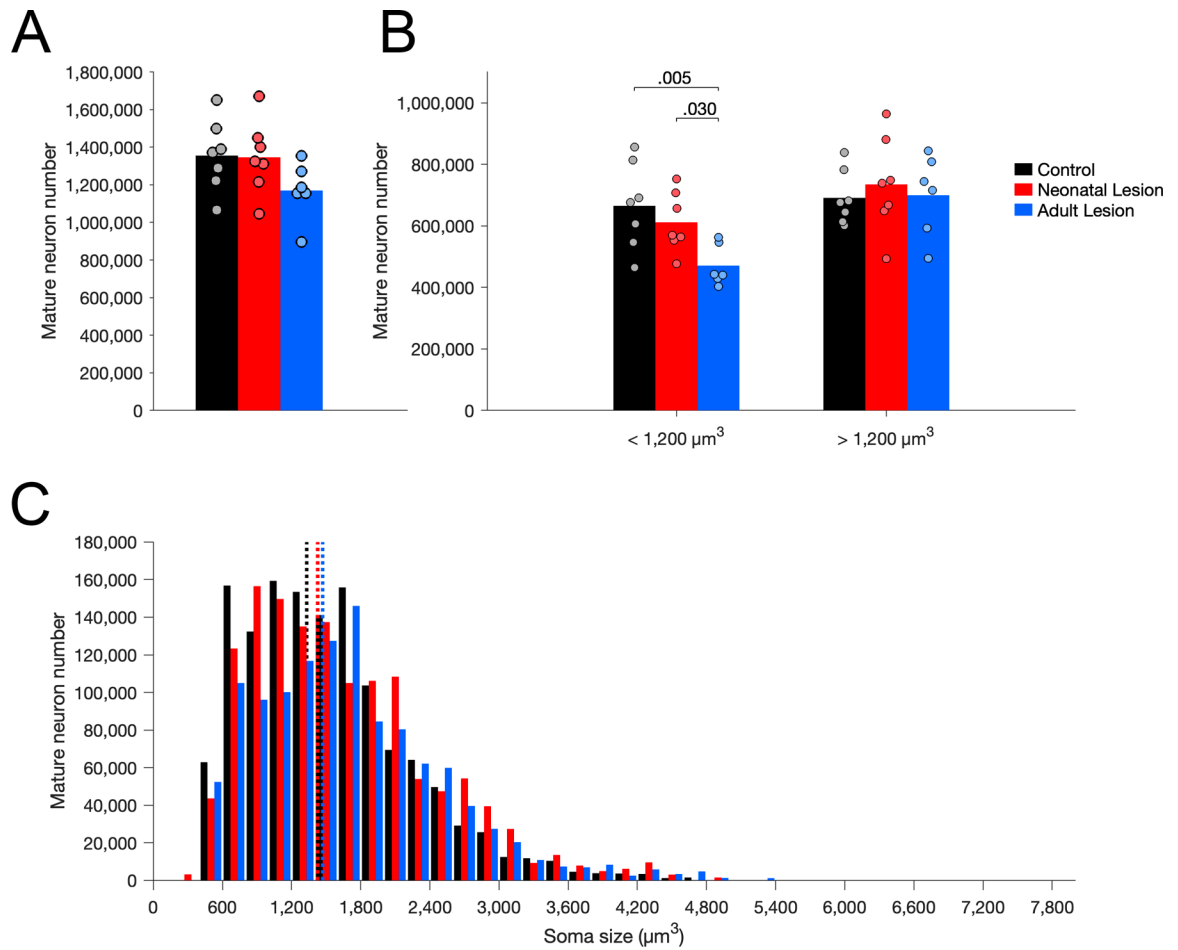 A
B
1,800,000
1,600,000
1,400,000
1,200,000
1,000,000
800,000
600,000
400,000
200,000
0
Mature neuron number
1,000,000
800,000
600,000
400,000
200,000
0
Mature neuron number
.005
.030
< 1,200 µm³
> 1,200 µm³
Control
Neonatal Lesion
Adult Lesion
C
180,000
160,000
140,000
120,000
100,000
80,000
60,000
40,000
20,000
0
Mature neuron number
0 600 1,200 1,800 2,400 3,000 3,600 4,200 4,800 5,400 6,000 6,600 7,200 7,800
Soma size (µm³)